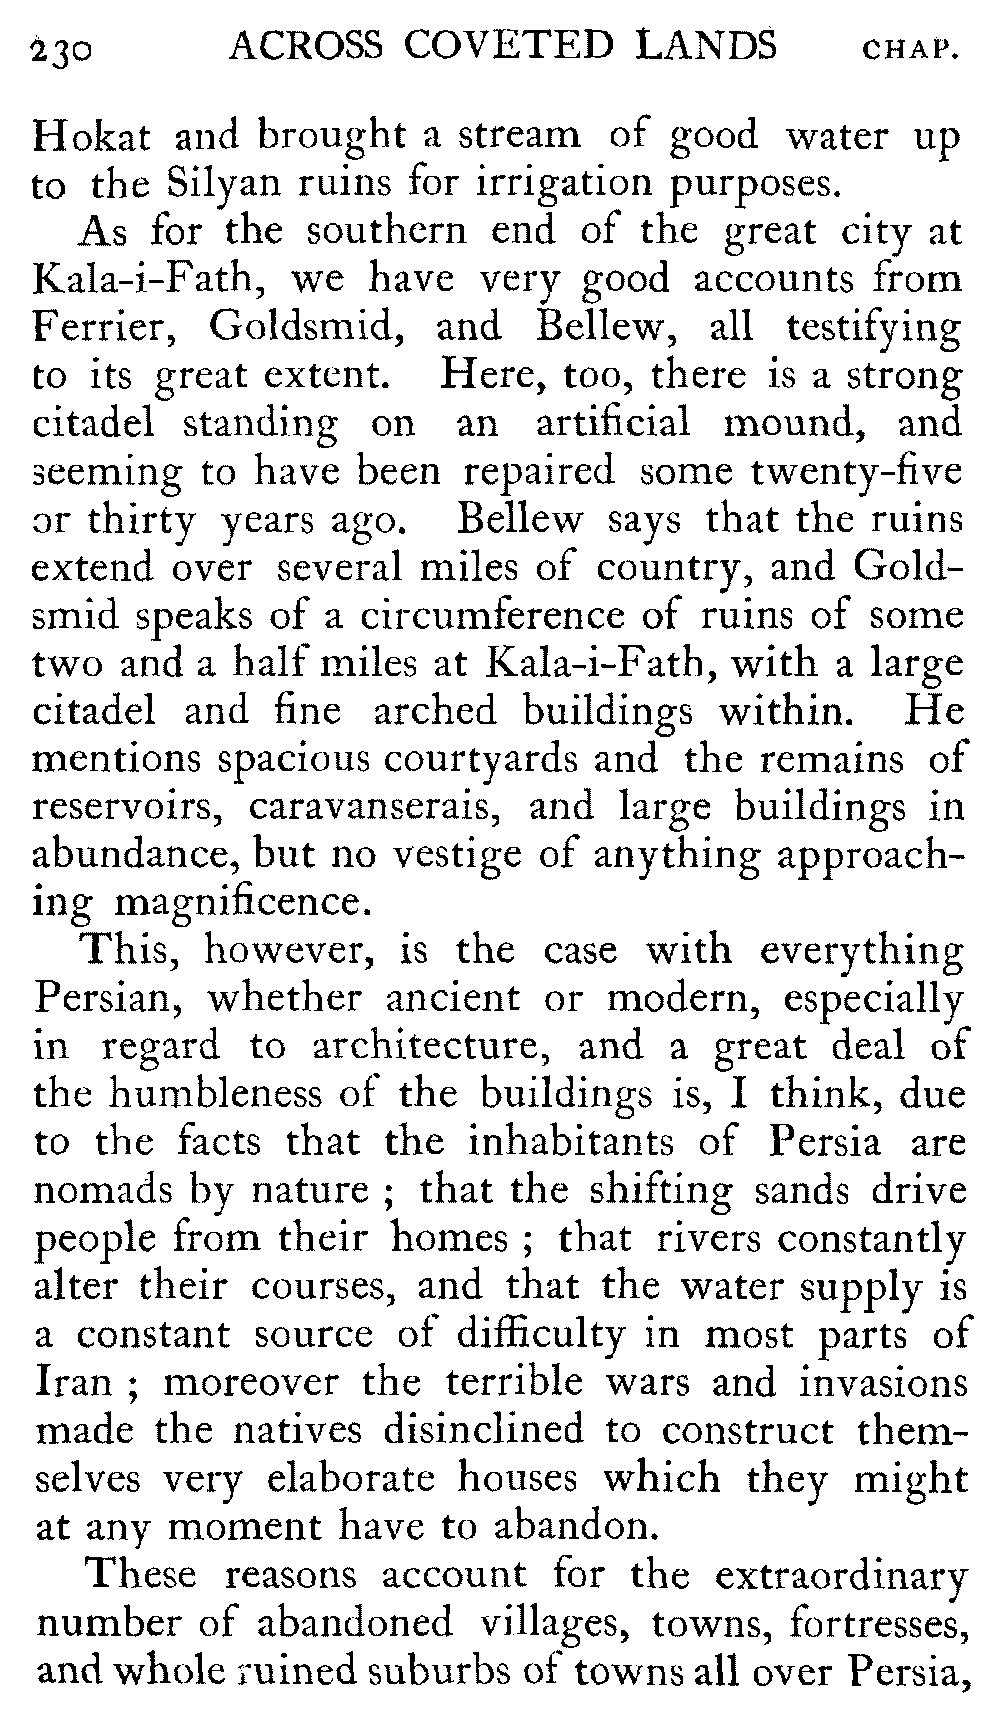 230 ACROSS COVETED LANDS CHAP.
Hokat and brought a stream of good water up
to the Silyan ruins for irrigation purposes.
As for the southern end of the great city at
Kala-i-Fath, we have very good accounts from
Ferrier, Goldsmid, and Bellew, all testifying
to its great extent. Here, too, there is a strong
citadel standing on an artificial mound, and
seeming to have been repaired some twenty-five
or thirty years ago. Bellew says that the ruins
extend over several miles of country, and Gold-
smid speaks of a circumference of ruins of some
two and a half miles at Kala-i-Fath, with a large
citadel and fine arched buildings within. He
mentions spacious courtyards and the remains of
reservoirs, caravanserais, and large buildings in
abundance, but no vestige of anything approach-
ing magnificence.
This, however, is the case with everything
Persian, whether ancient or modern, especially
in regard to architecture, and a great deal of
the humbleness of the buildings is, I think, due
to the facts that the inhabitants of Persia are
nomads by nature ; that the shifting sands drive
people from their homes ; that rivers constantly
alter their courses, and that the water supply is
a constant source of difficulty in most parts of
Iran ; moreover the terrible wars and invasions
made the natives disinclined to construct them-
selves very elaborate houses which they might
at any moment have to abandon.
These reasons account for the extraordinary
number of abandoned villages, towns, fortresses,
and whole ruined suburbs of towns all over Persia,